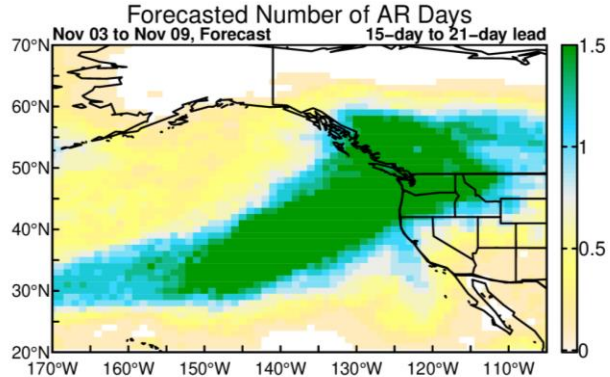 Forecasted Number of AR Days
Nov 03 to Nov 09, Forecast 15-day to 21-day lead
70°N
60°N
50°N
40°N
30°N
20°N
170°W 160°W 150°W 140°W 130°W 120°W 110°W
1.5
1
0.5
0